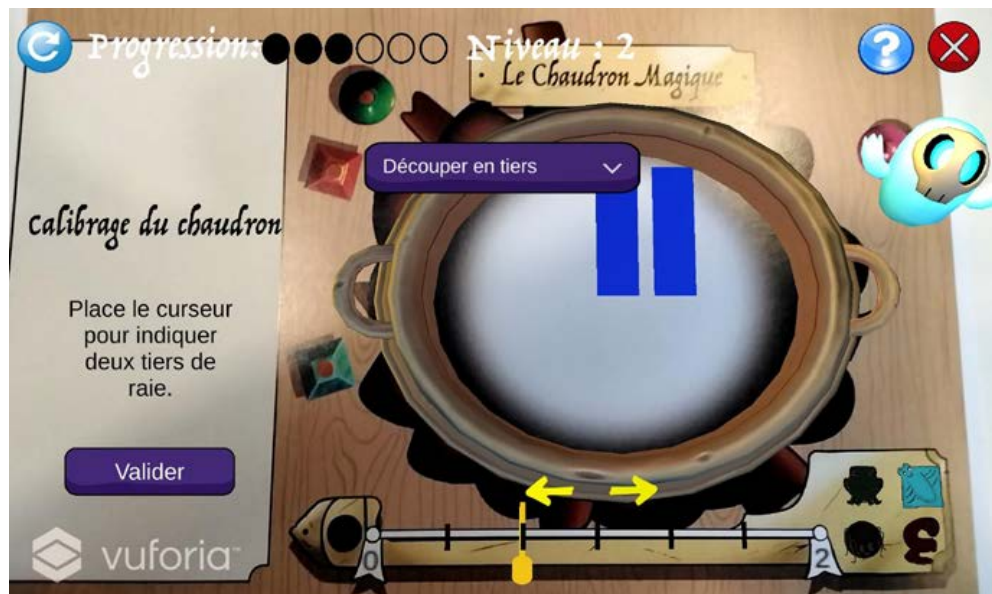 Progression:
Niveau : 2
Le Chaudron Magique
Découper en tiers
Calibrage du chaudron
Place le curseur
pour indiquer
deux tiers de
raie.
Valider
0
2
vuforia
?